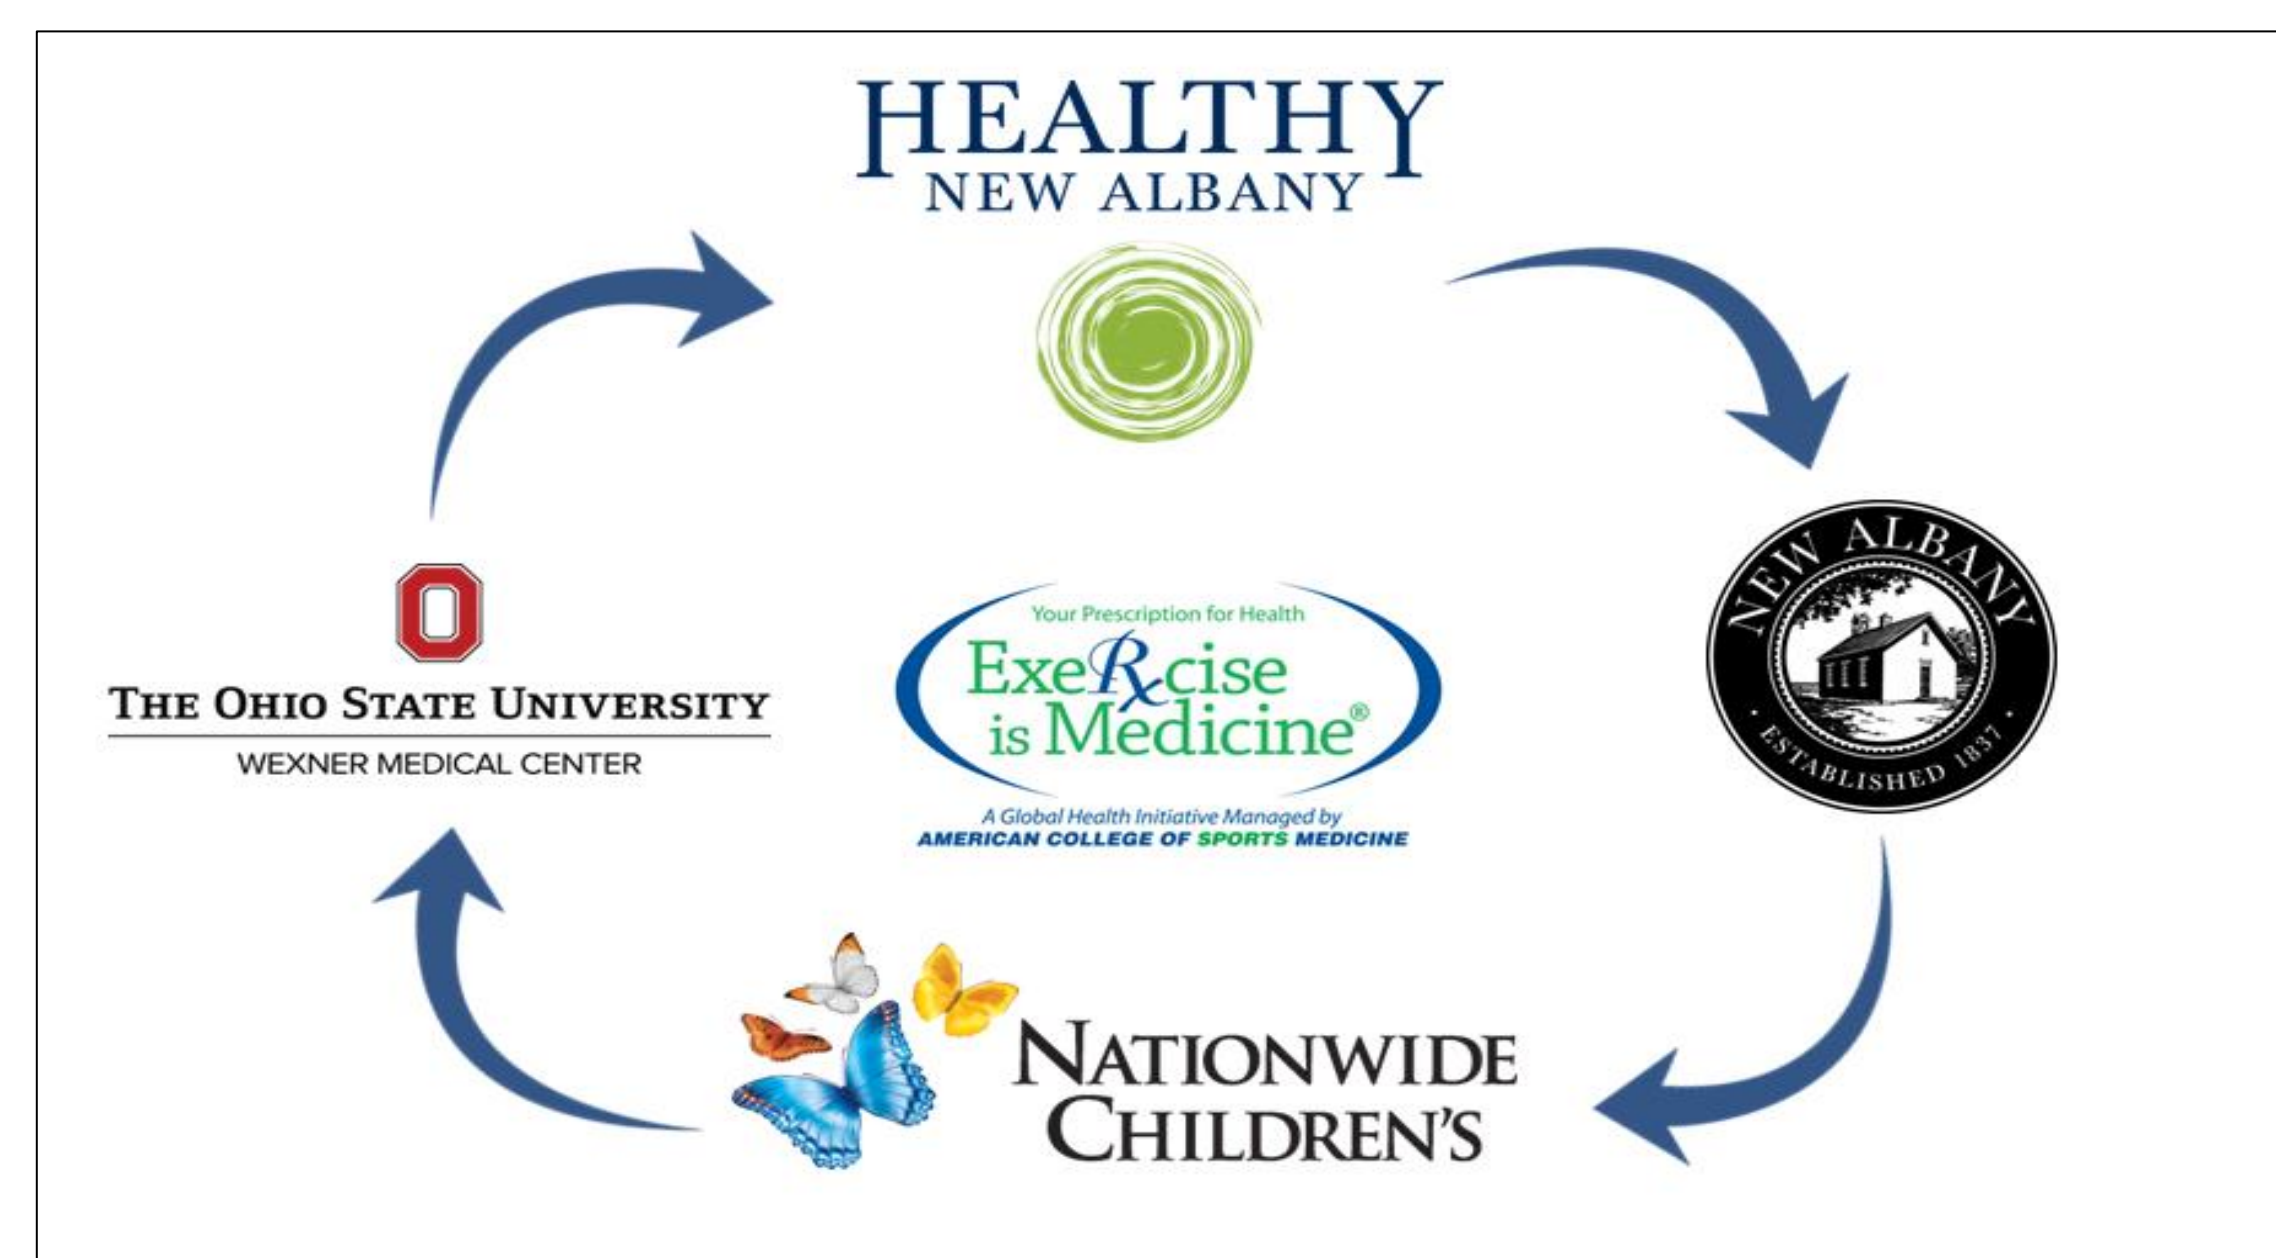 HEALTHY
NEW ALBANY
NEW ALBANY
· ESTABLISHED 1837 ·
O
THE OHIO STATE UNIVERSITY
WEXNER MEDICAL CENTER
Your Prescription for Health
ExeRxcise
is Medicine®
A Global Health Initiative Managed by
AMERICAN COLLEGE OF SPORTS MEDICINE
NATIONWIDE
CHILDREN'S